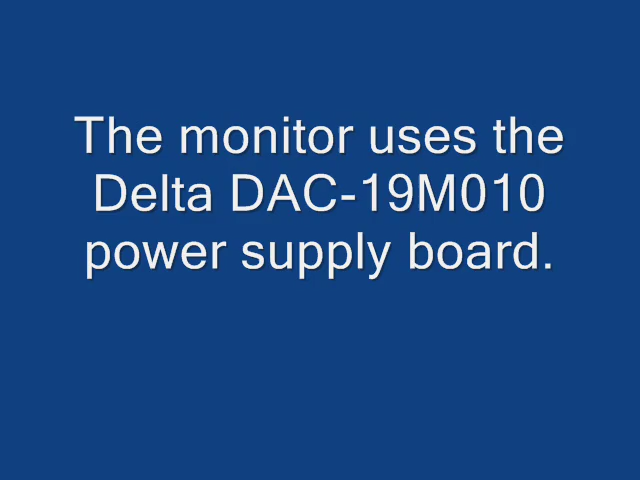 The monitor uses the
Delta DAC-19M010
power supply board.